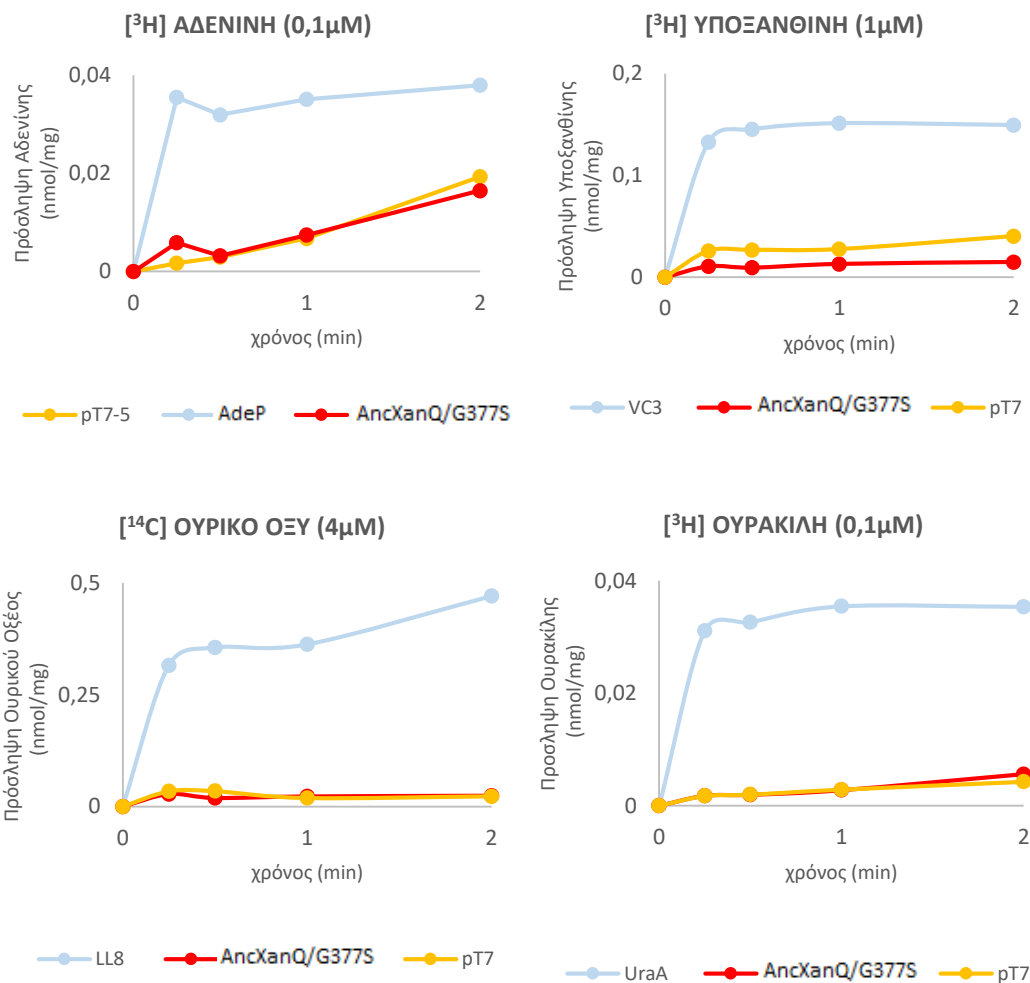 [³H] ΑΔΕΝΙΝΗ (0,1μM)
Πρόσληψη Αδενίνης
(nmol/mg)
0,04
0,02
0
0
1
2
χρόνος (min)
pT7-5
AdeP
AncXanQ/G377S
[³H] ΥΠΟΞΑΝΘΙΝΗ (1μM)
Πρόσληψη Υποξανθίνης
(nmol/mg)
0,2
0,1
0
0
1
2
χρόνος (min)
VC3
AncXanQ/G377S
pT7
[¹⁴C] ΟΥΡΙΚΟ ΟΞΥ (4μM)
Πρόσληψη Ουρικού Οξέος
(nmol/mg)
0,5
0,25
0
0
1
2
χρόνος (min)
LL8
AncXanQ/G377S
pT7
[³H] ΟΥΡΑΚΙΛΗ (0,1μM)
Προσληψη Ουρακίλης
(nmol/mg)
0,04
0,02
0
0
1
2
χρόνος (min)
UraA
AncXanQ/G377S
pT7